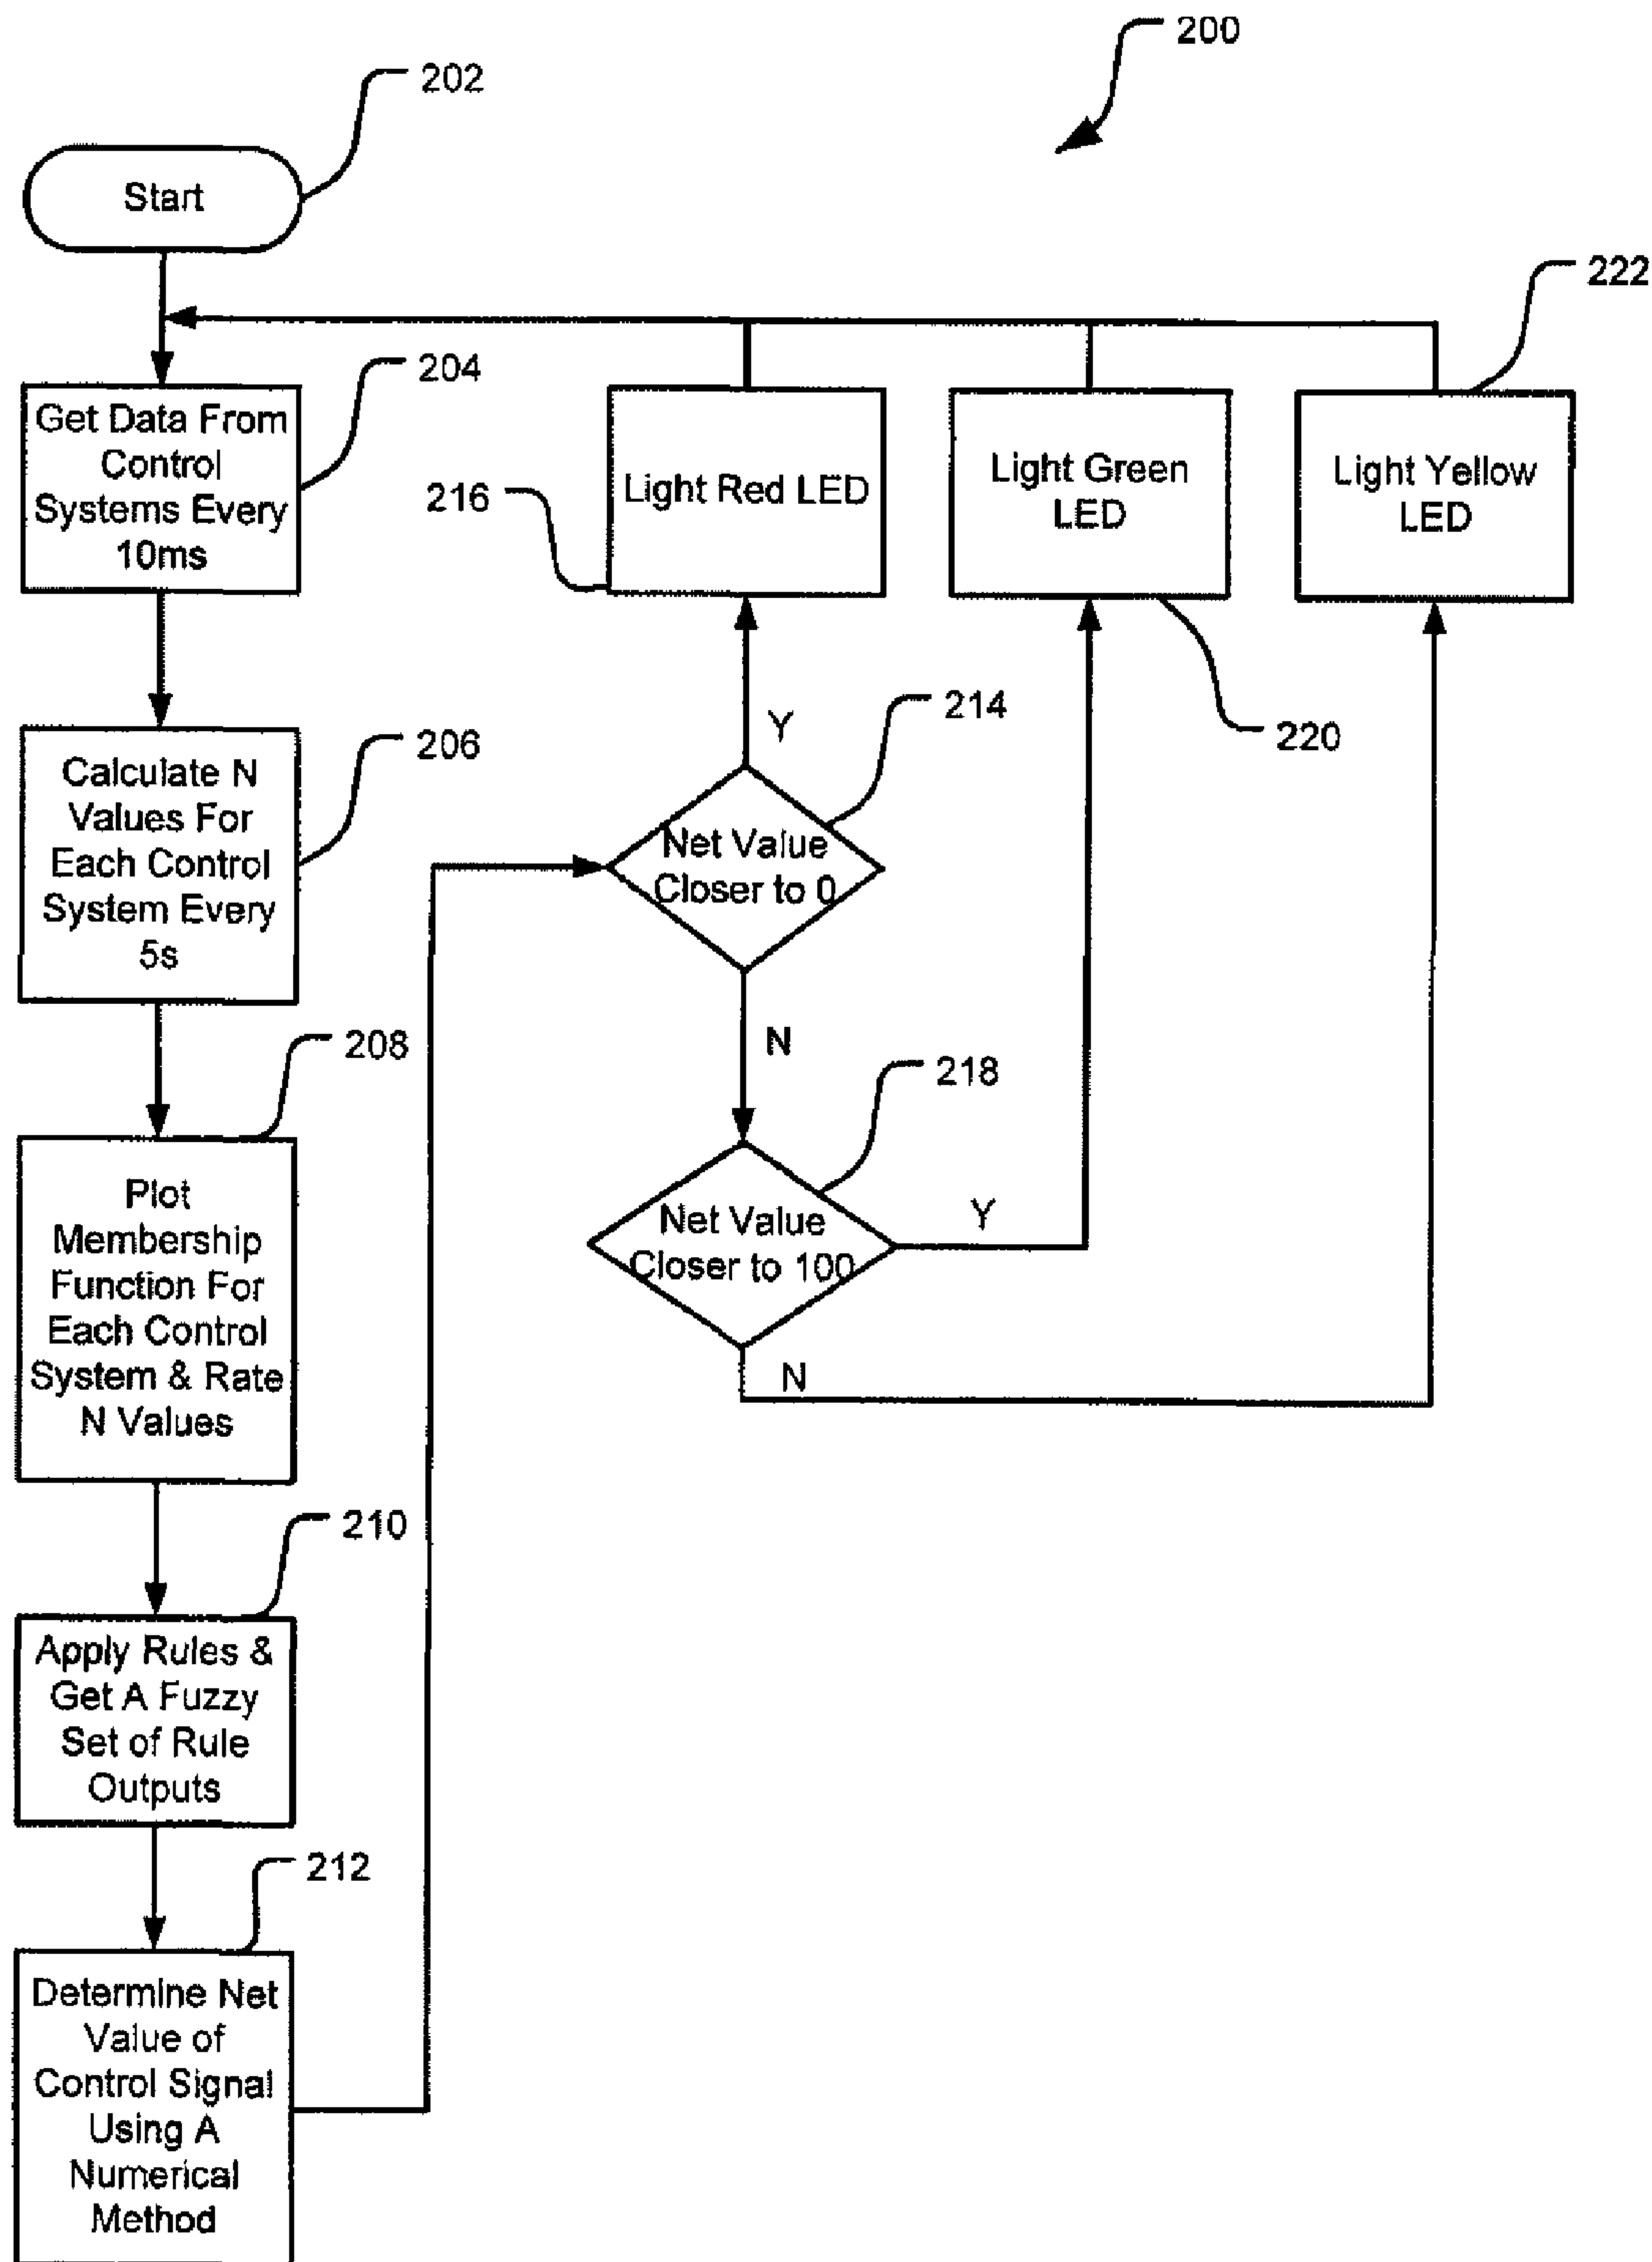 200
202
Start
222
204
Get Data From
Control
Systems Every
10ms
216
Light Red LED
Light Green
LED
Light Yellow
LED
220
206
Calculate N
Values For
Each Control
System Every
5s
Y
214
Net Value
Closer to 0
N
208
Plot
Membership
Function For
Each Control
System & Rate
N Values
218
Net Value
Closer to 100
Y
N
210
Apply Rules &
Get A Fuzzy
Set of Rule
Outputs
212
Determine Net
Value of
Control Signal
Using A
Numerical
Method